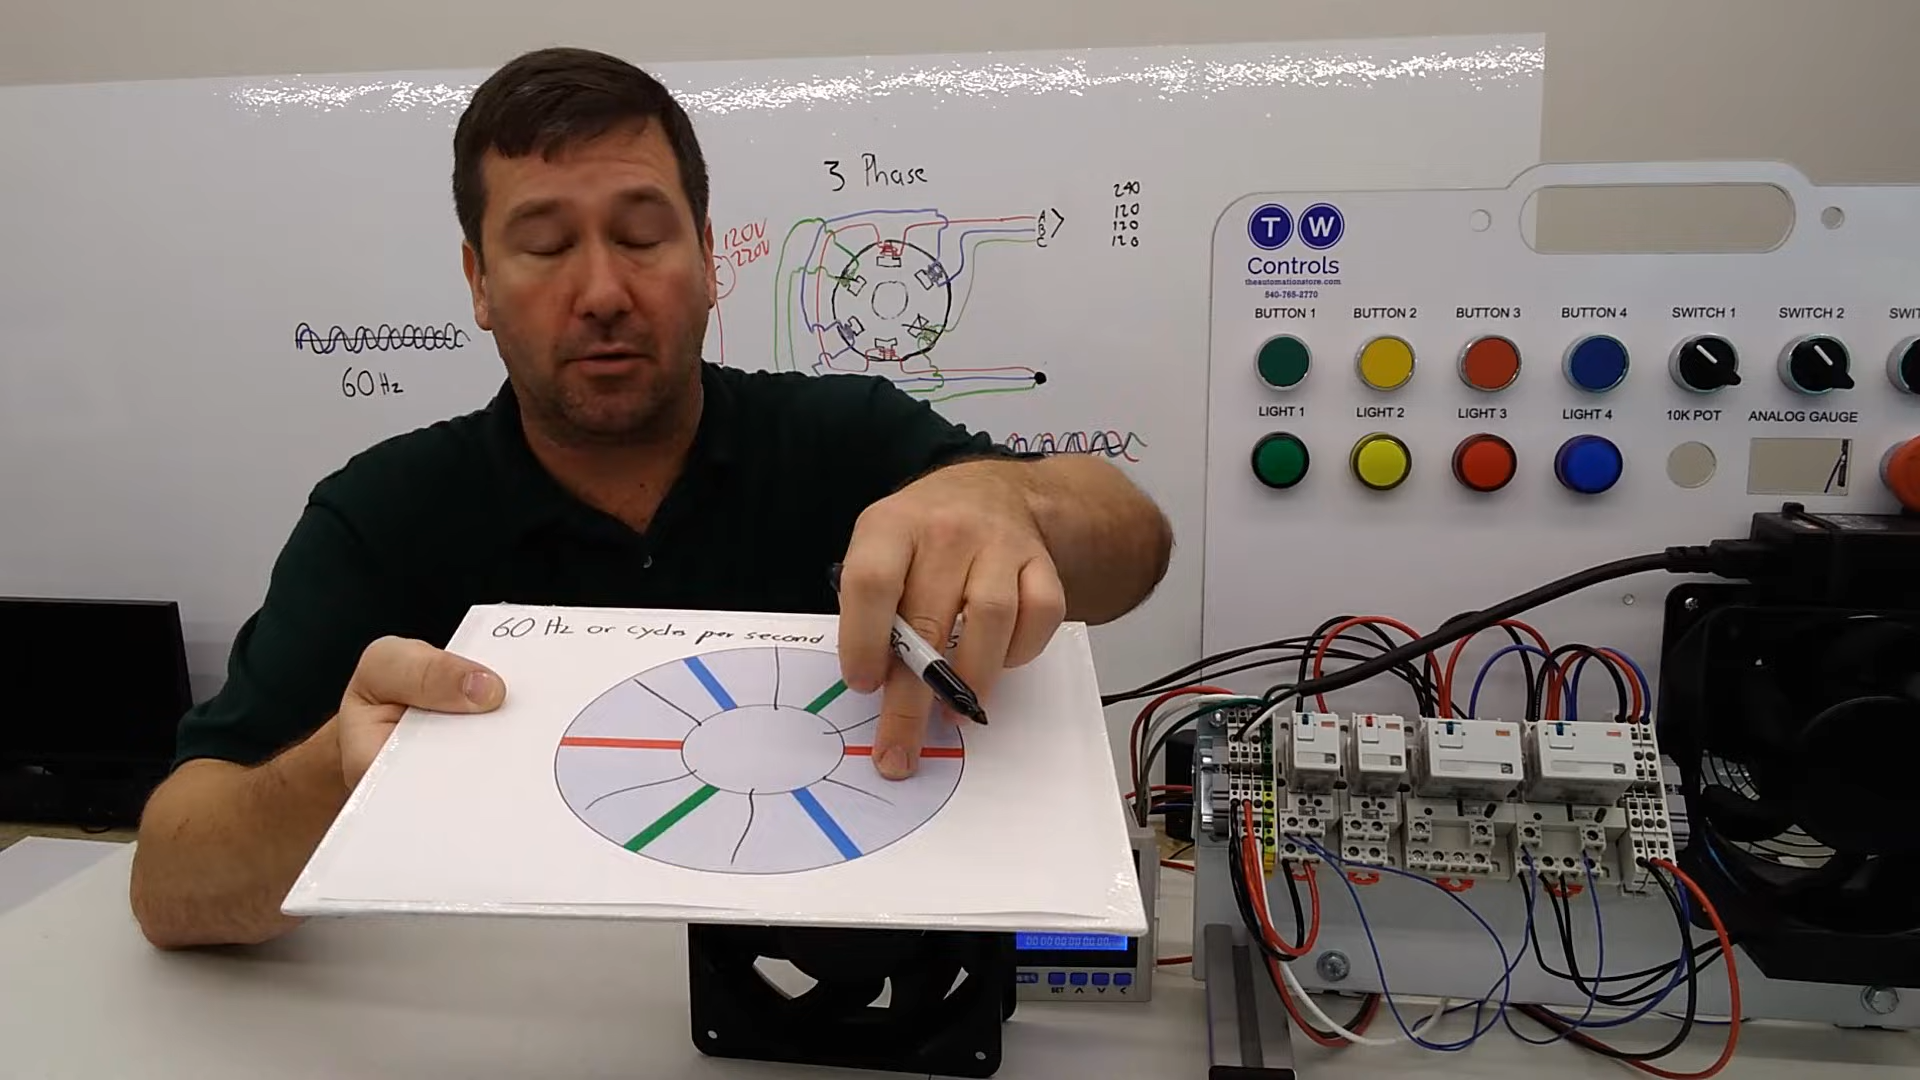 3 Phase
120V
220V
240
120
120
120
A
B
C
60 Hz
60 Hz or cycles per second
T W
Controls
theautomationstore.com
540-765-2770
BUTTON 1
BUTTON 2
BUTTON 3
BUTTON 4
SWITCH 1
SWITCH 2
SWIT
LIGHT 1
LIGHT 2
LIGHT 3
LIGHT 4
10K POT
ANALOG GAUGE
SET